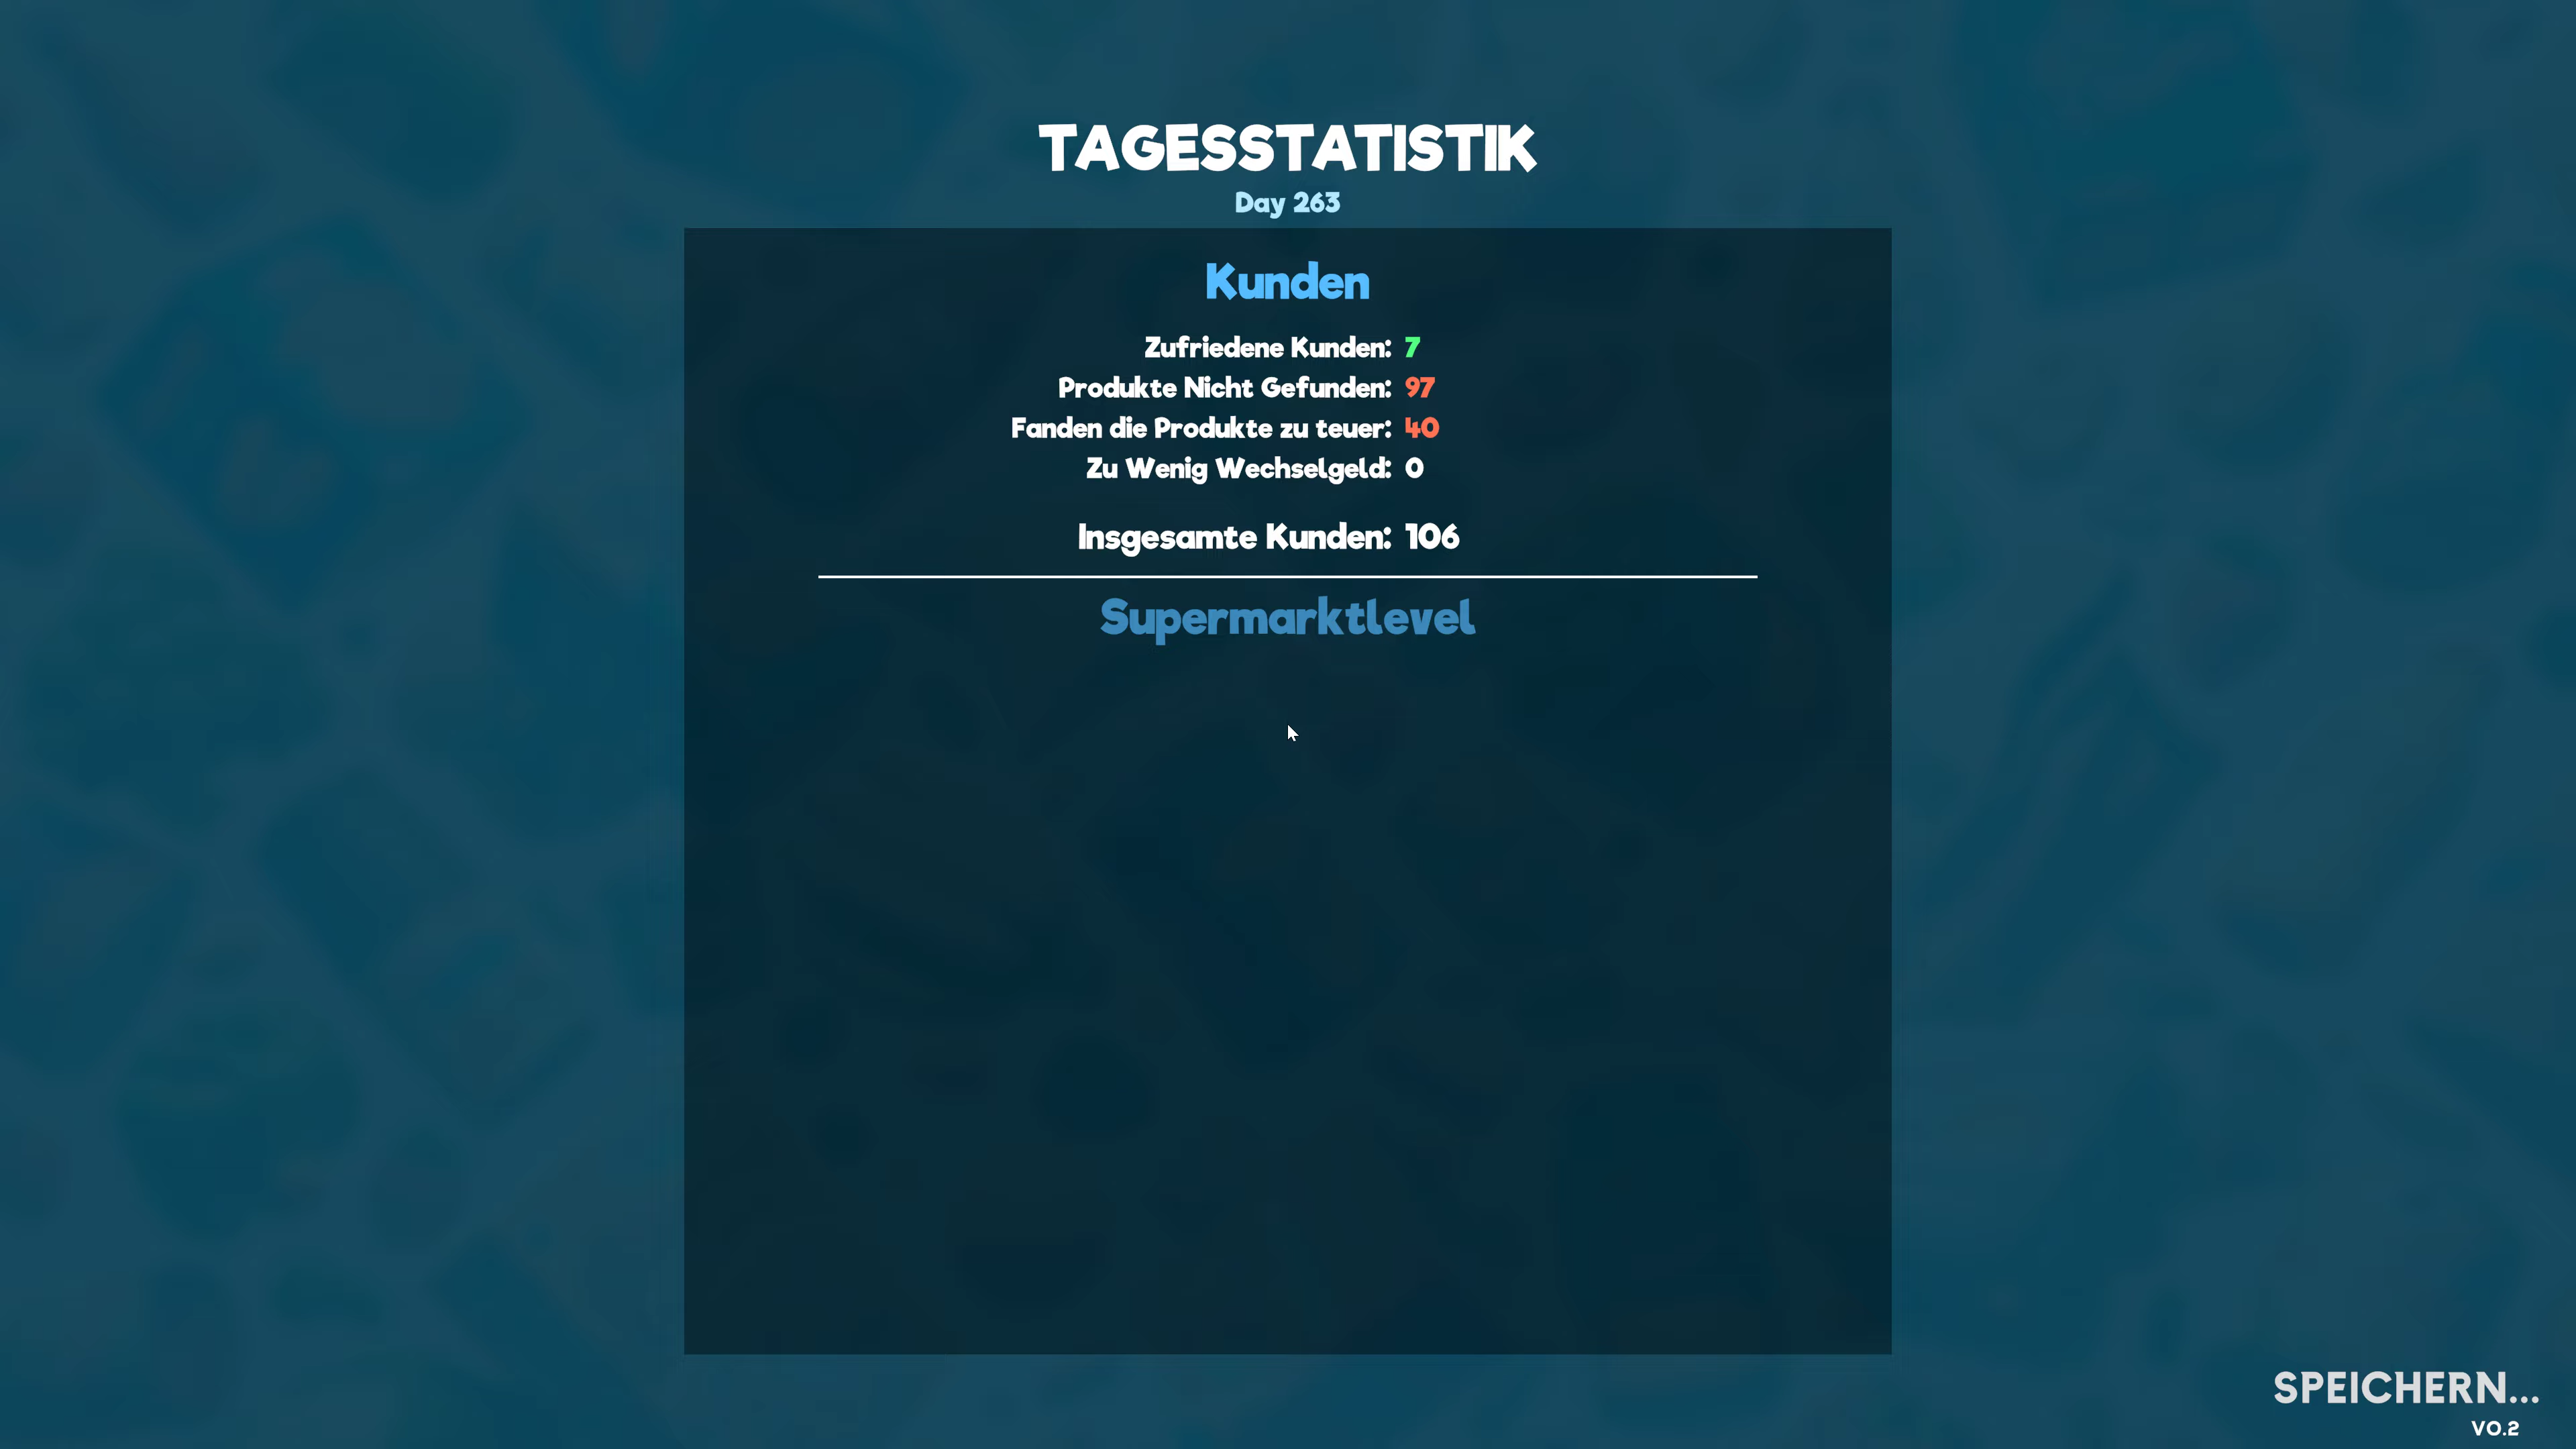 TAGESSTATISTIK
Day 263
Kunden
Zufriedene Kunden: 7
Produkte Nicht Gefunden: 97
Fanden die Produkte zu teuer: 40
Zu Wenig Wechselgeld: 0
Insgesamte Kunden: 106
Supermarktlevel
SPEICHERN...
V0.2